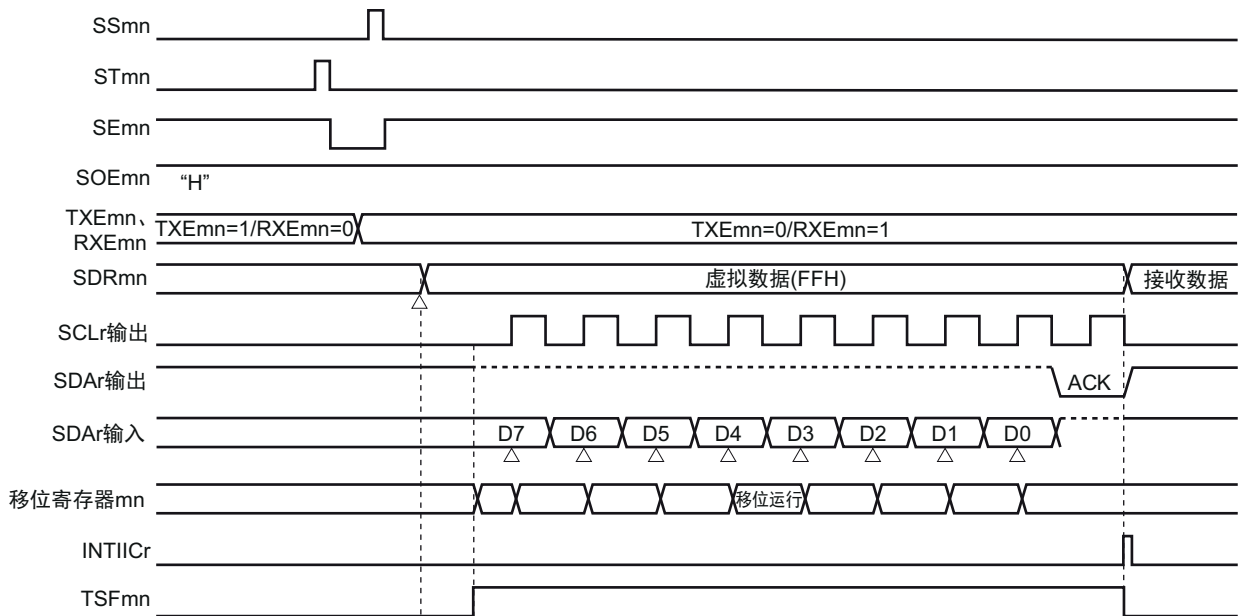 SSmn
STmn
SEmn
SOEmn “H”
TXEmn、
RXEmn
TXEmn=1/RXEmn=0 TXEmn=0/RXEmn=1
SDRmn 虚拟数据(FFH) 接收数据
SCLr输出
SDAr输出 ACK
SDAr输入 D7 D6 D5 D4 D3 D2 D1 D0
移位寄存器mn 移位运行
INTIICr
TSFmn